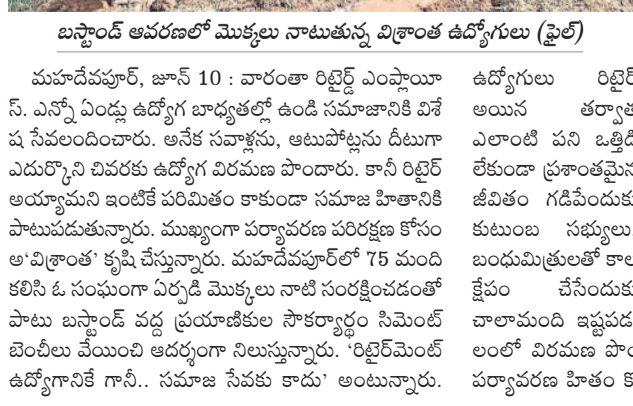 బస్టాండ్ ఆవరణలో మొక్కలు నాటుతున్న విశ్రాంత ఉద్యోగులు (ఫైల్)
మహదేవపూర్, జూన్ 10 : వారంతా రిటైర్డ్ ఎంప్లాయీ
స్. ఎన్నో ఏండ్లు ఉద్యోగ బాధ్యతల్లో ఉండి సమాజానికి విశే
ష సేవలందించారు. అనేక సవాళ్లను, ఆటుపోట్లను దీటుగా
ఎదుర్కొని చివరకు ఉద్యోగ విరమణ పొందారు. కానీ రిటైర్
అయ్యామని ఇంటికే పరిమితం కాకుండా సమాజ హితానికి
పాటుపడుతున్నారు. ముఖ్యంగా పర్యావరణ పరిరక్షణ కోసం
అ‘విశ్రాంత’ కృషి చేస్తున్నారు. మహదేవపూర్‌లో 75 మంది
కలిసి ఓ సంఘంగా ఏర్పడి మొక్కలు నాటి సంరక్షించడంతో
పాటు బస్టాండ్ వద్ద ప్రయాణికుల సౌకర్యార్థం సిమెంట్
బెంచీలు వేయించి ఆదర్శంగా నిలుస్తున్నారు. ‘రిటైర్‌మెంట్
ఉద్యోగానికే గానీ.. సమాజ సేవకు కాదు’ అంటున్నారు.
ఉద్యోగులు
అయిన
ఎలాంటి పని ఒత్తిడి
లేకుండా ప్రశాంతమైన
జీవితం గడిపేందుకు
కుటుంబ సభ్యులు,
బంధుమిత్రులతో
క్షేపం చేసేందుకు
చాలామంది
లంలో విరమణ
పర్యావరణ హితం